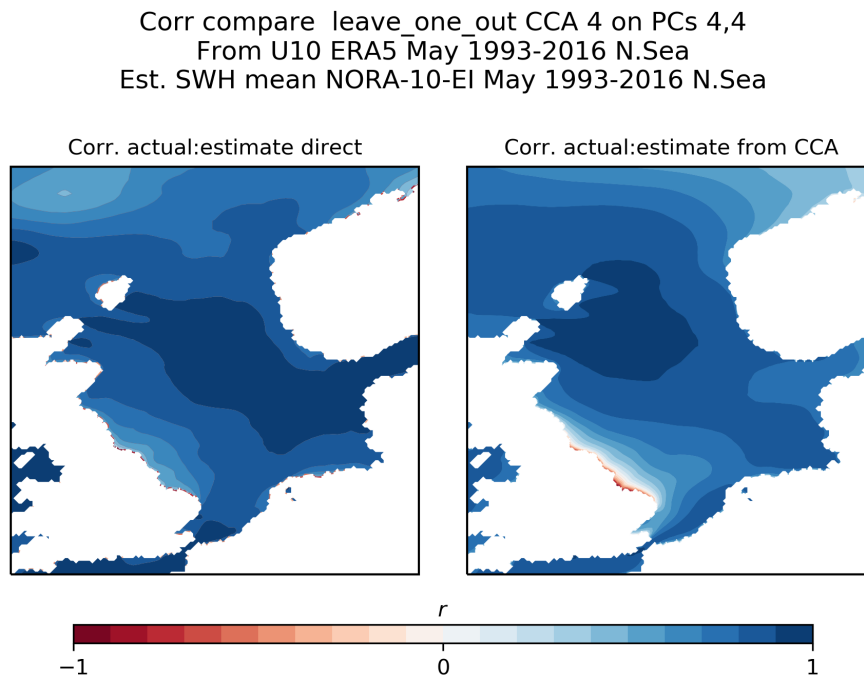 Corr compare  leave_one_out CCA 4 on PCs 4,4
From U10 ERA5 May 1993-2016 N.Sea
Est. SWH mean NORA-10-EI May 1993-2016 N.Sea
Corr. actual:estimate direct
Corr. actual:estimate from CCA
r
−1
0
1